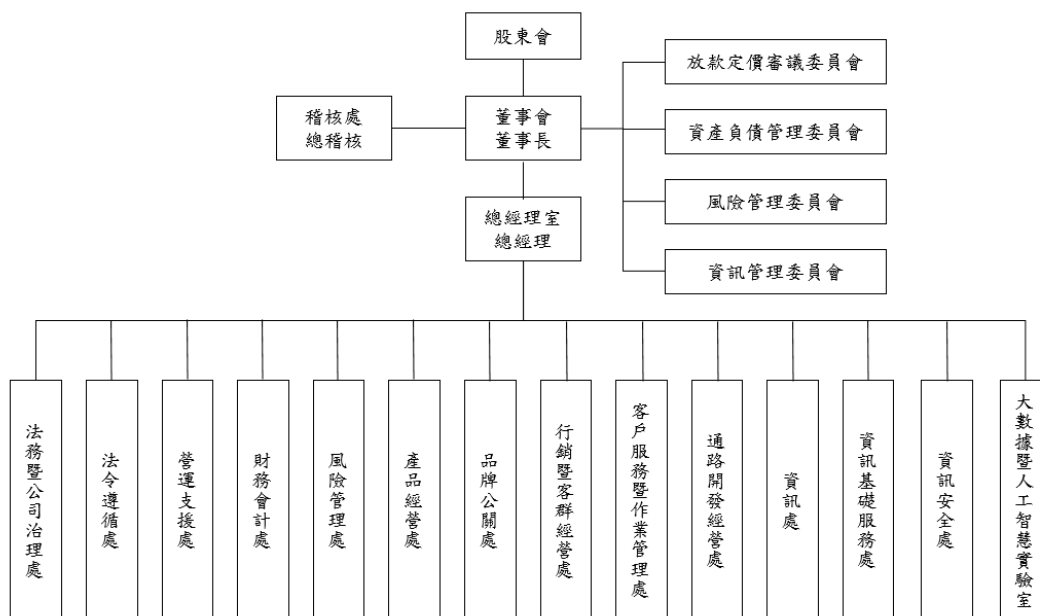 股東會
放款定價審議委員會
稽核處
總稽核
董事會
董事長
資產負債管理委員會
總經理室
總經理
風險管理委員會
資訊管理委員會
法務暨公司治理處
法令遵循處
營運支援處
財務會計處
風險管理處
產品經營處
品牌公關處
行銷暨客群經營處
客戶服務暨作業管理處
通路開發經營處
資訊處
資訊基礎服務處
資訊安全處
大數據暨人工智慧實驗室